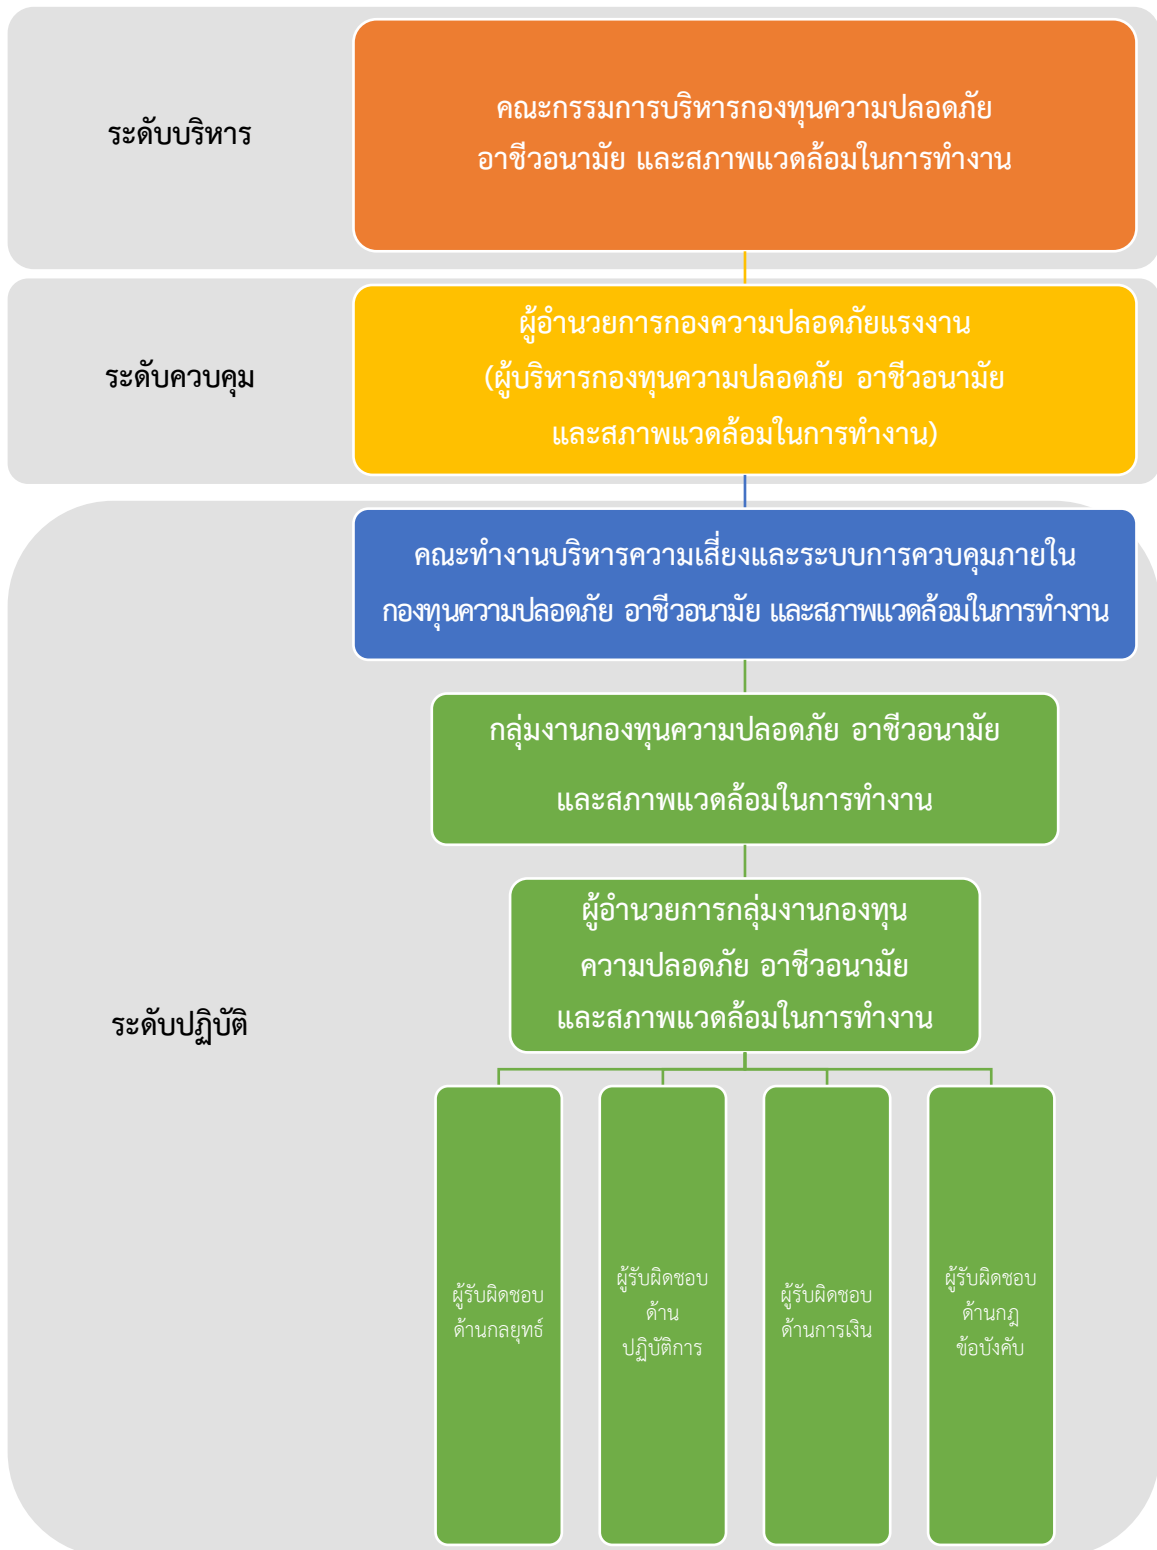 ระดับบริหาร
คณะกรรมการบริหารกองทุนความปลอดภัย
อาชีวอนามัย และสภาพแวดล้อมในการทำงาน
ระดับควบคุม
ผู้อำนวยการกองความปลอดภัยแรงงาน
(ผู้บริหารกองทุนความปลอดภัย อาชีวอนามัย
และสภาพแวดล้อมในการทำงาน)
ระดับปฏิบัติ
คณะทำงานบริหารความเสี่ยงและระบบการควบคุมภายใน
กองทุนความปลอดภัย อาชีวอนามัย และสภาพแวดล้อมในการทำงาน
กลุ่มงานกองทุนความปลอดภัย อาชีวอนามัย
และสภาพแวดล้อมในการทำงาน
ผู้อำนวยการกลุ่มงานกองทุน
ความปลอดภัย อาชีวอนามัย
และสภาพแวดล้อมในการทำงาน
ผู้รับผิดชอบ
ด้านกลยุทธ์
ผู้รับผิดชอบ
ด้าน
ปฏิบัติการ
ผู้รับผิดชอบ
ด้านการเงิน
ผู้รับผิดชอบ
ด้านกฎ
ข้อบังคับ